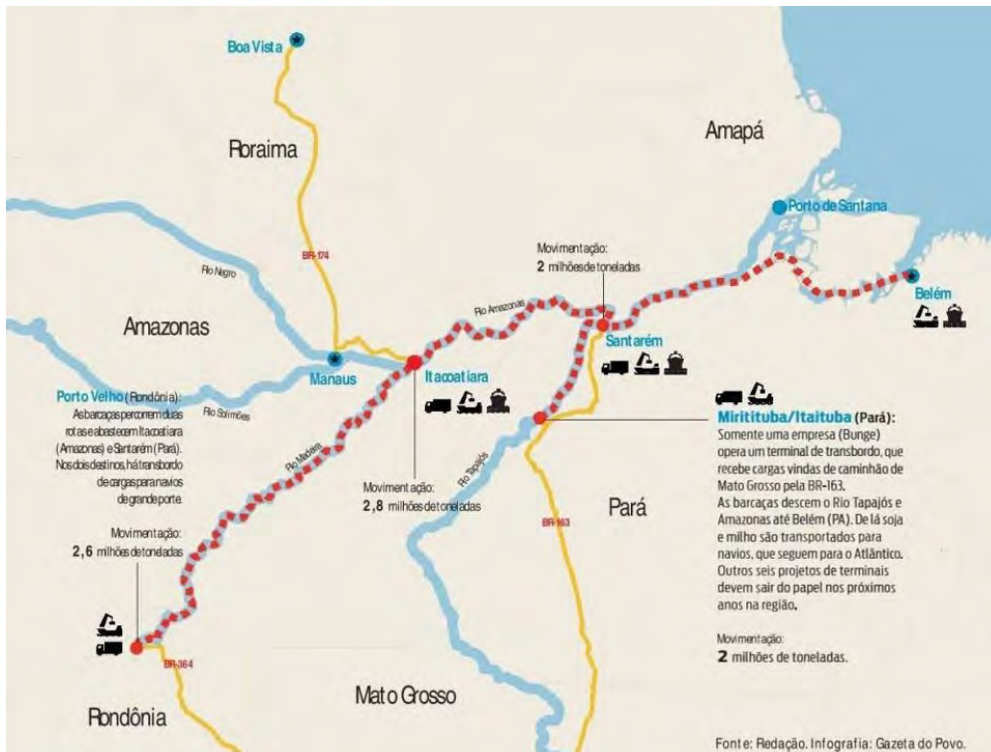 Boa Vista
Roraima
Amapá
Porto de Santana
Movimentação:
2 milhões de toneladas
BR-174
Rio Negro
Belém
Rio Amazonas
Amazonas
Santarém
Manaus
Itacoatiara
Porto Velho (Rondônia):
As barcaças percorrem duas
rotas e abastecem Itacoatiara
(Amazonas) e Santarém (Pará).
Nos dois destinos, há transbordo
de cargas para navios
de grande porte.
Rio Solimões
Rio Madeira
Rio Tapajós
Miritituba/Itaituba (Pará):
Somente uma empresa (Bunge)
opera um terminal de transbordo, que
recebe cargas vindas de caminhão de
Mato Grosso pela BR-163.
As barcaças descem o Rio Tapajós e
Amazonas até Belém (PA). De lá soja
e milho são transportados para
navios, que seguem para o Atlântico.
Outros seis projetos de terminais
devem sair do papel nos próximos
anos na região.
Movimentação:
2 milhões de toneladas.
Movimentação:
2,8 milhões de toneladas
Pará
BR-163
Movimentação:
2,6 milhões de toneladas
BR-364
Mato Grosso
Rondônia
Fonte: Redação. Infografia: Gazeta do Povo.